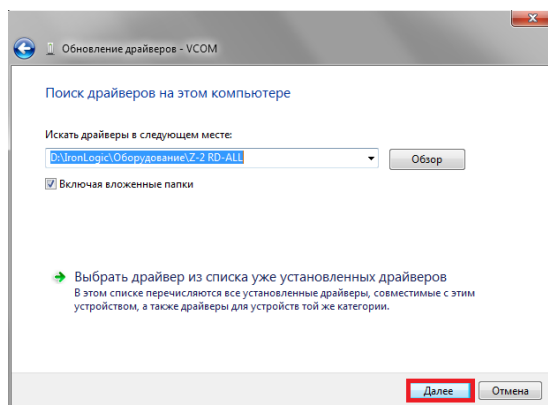 Обновление драйверов - VCOM
Поиск драйверов на этом компьютере
Искать драйверы в следующем месте:
D:\IronLogic\Оборудование\Z-2 RD-ALL
Обзор
Включая вложенные папки
Выбрать драйвер из списка уже установленных драйверов
В этом списке перечисляются все установленные драйверы, совместимые с этим
устройством, а также драйверы для устройств той же категории.
Далее
Отмена